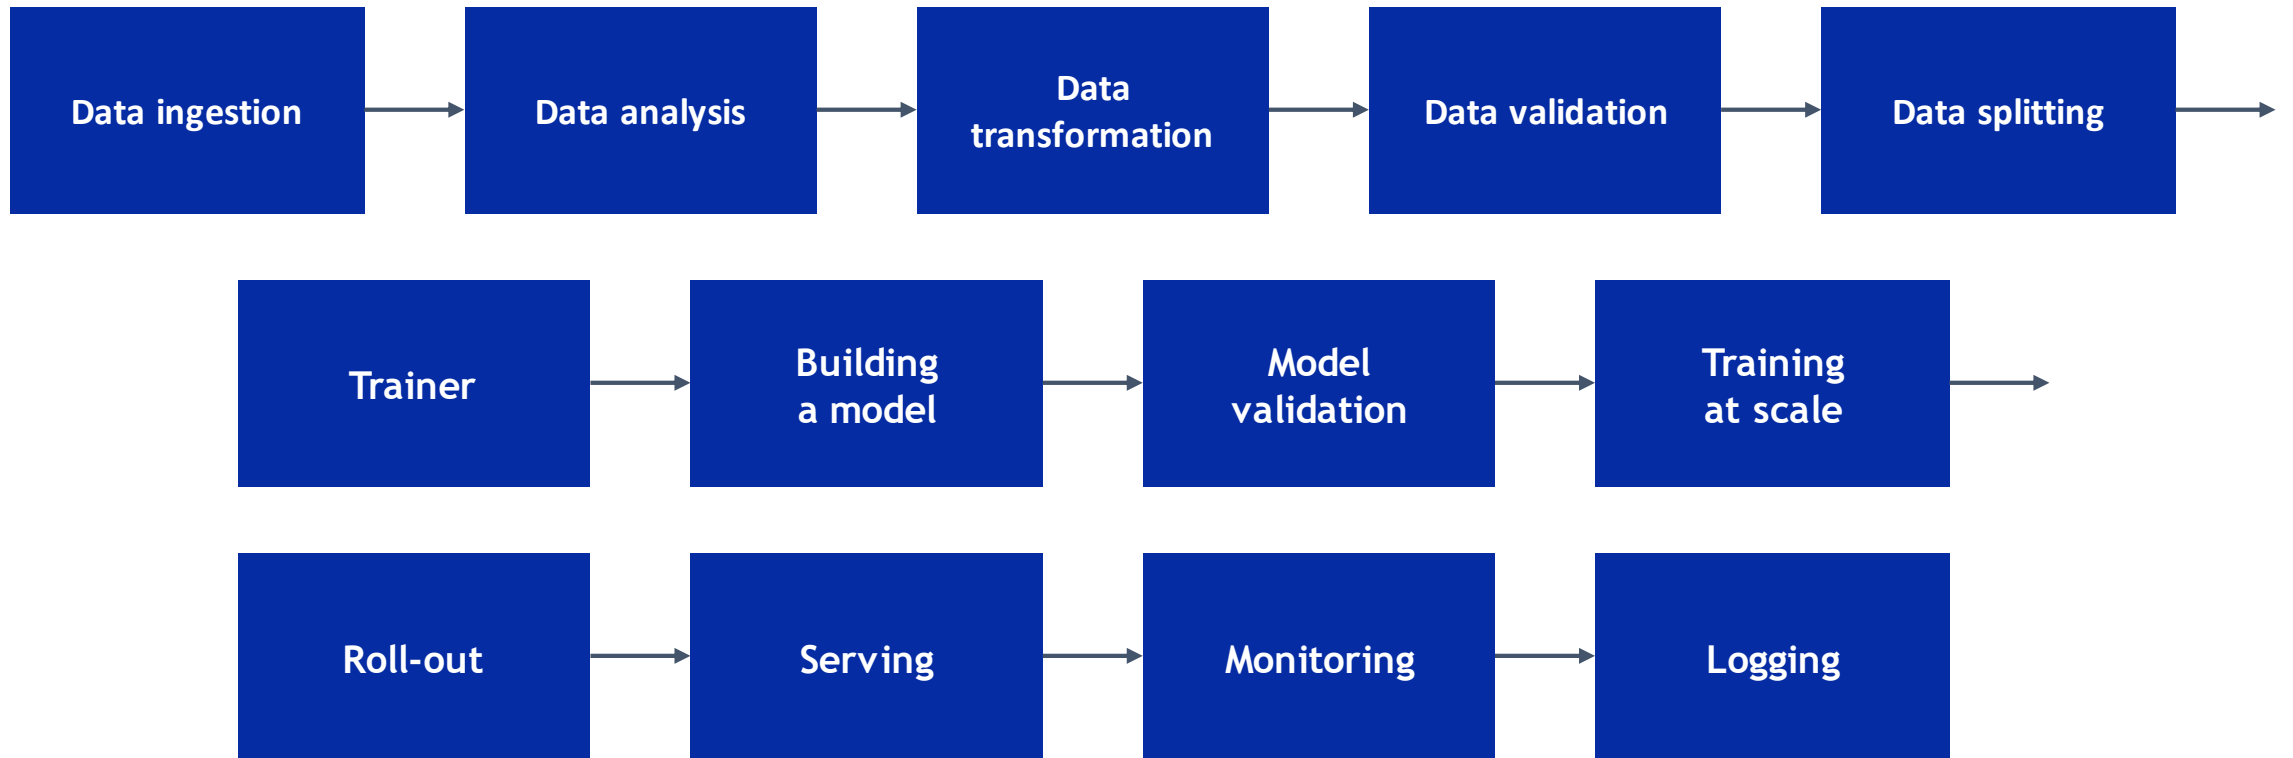 Data ingestion
Data analysis
Data
transformation
Data validation
Data splitting
Trainer
Building
a model
Model
validation
Training
at scale
Roll-out
Serving
Monitoring
Logging